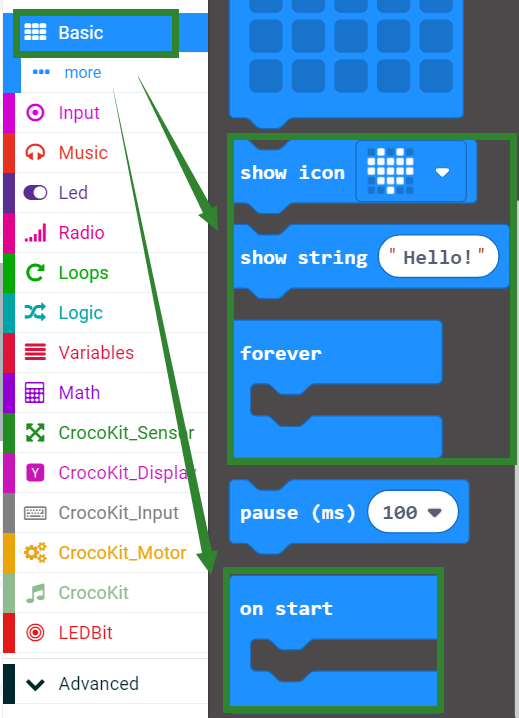 Basic
more
Input
Music
Led
Radio
Loops
Logic
Variables
Math
CrocoKit_Sensor
Y CrocoKit_Display
CrocoKit_Input
CrocoKit_Motor
CrocoKit
LEDBit
Advanced
show icon
show string "Hello!"
forever
pause (ms) 100
on start